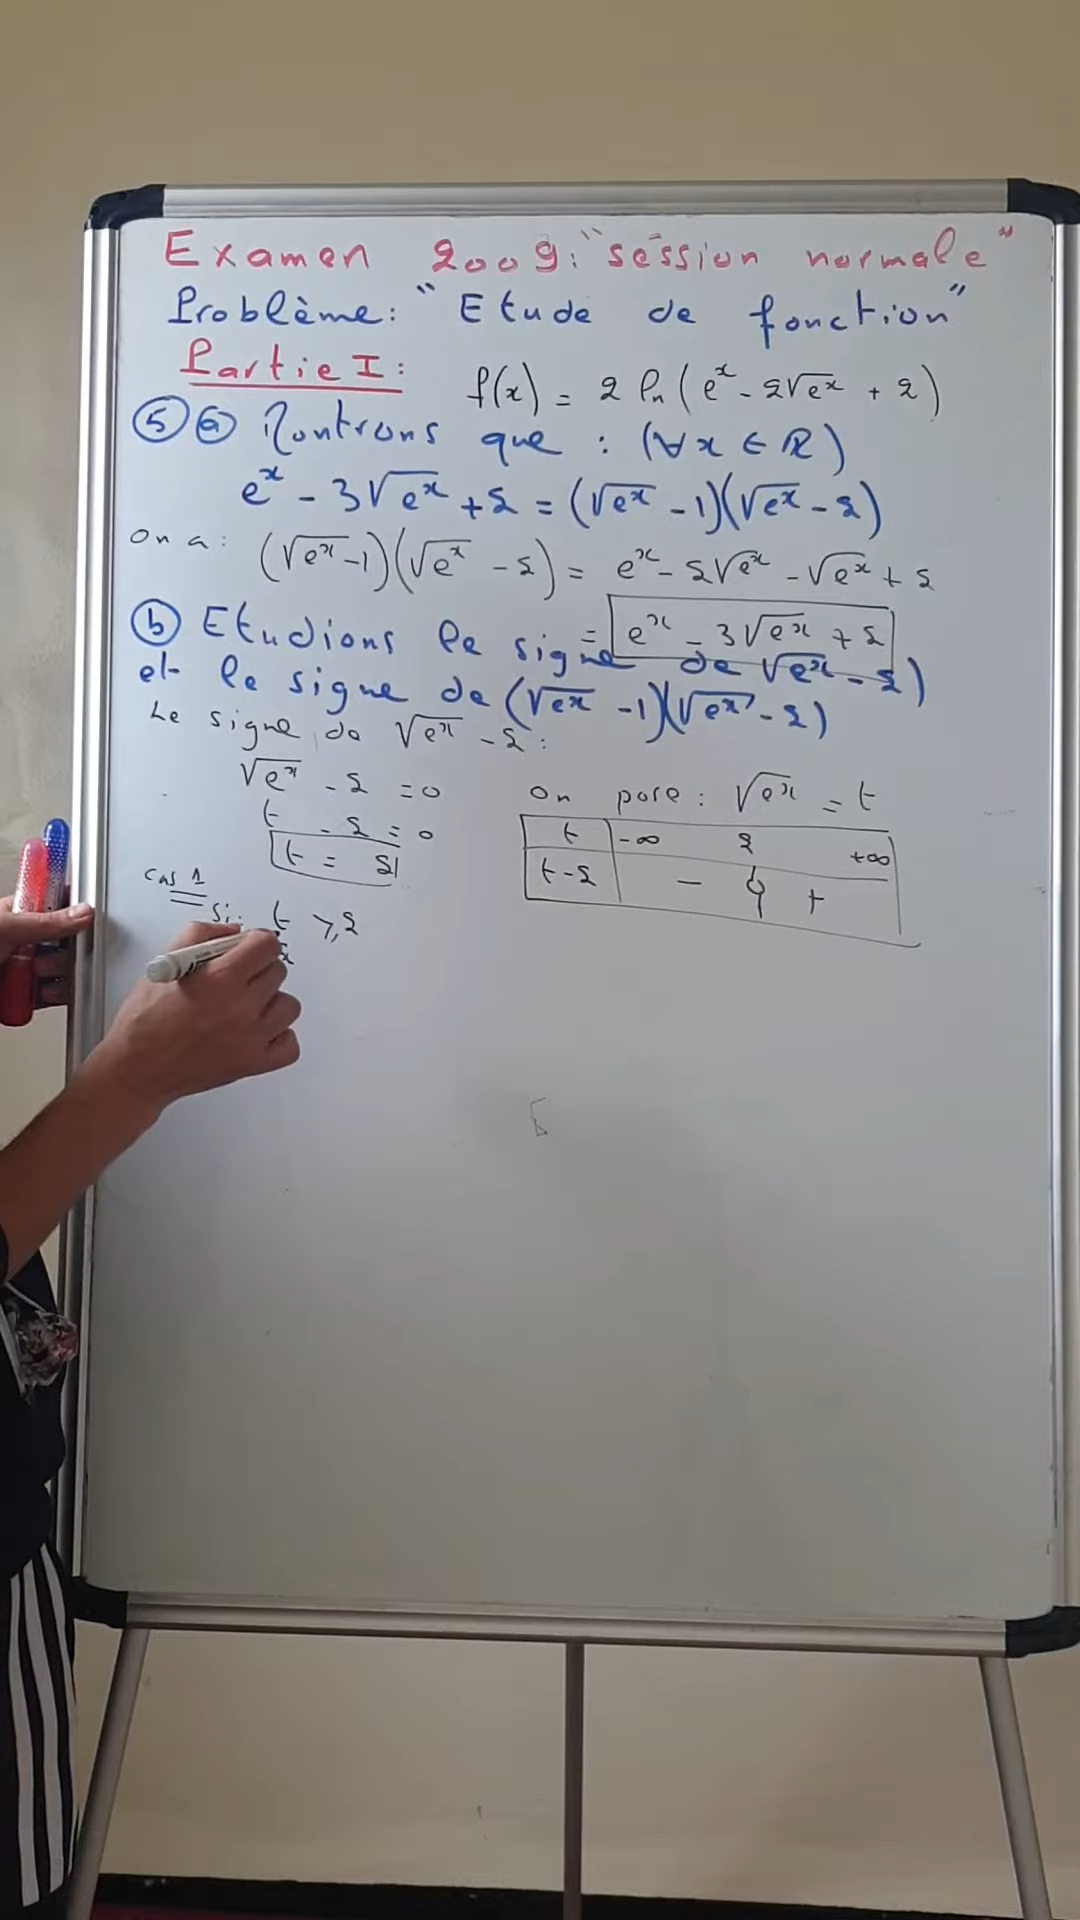 Examen 2009: "session normale"
Problème: "Etude de fonction"
Partie I:
f(x) = 2 ln(e^x - 2√e^x + 2)
5 a Montrons que : (∀x ∈ ℝ)
e^x - 3√e^x + 2 = (√e^x - 1)(√e^x - 2)
on a: (√e^x - 1)(√e^x - 2) = e^x - 2√e^x - √e^x + 2
= e^x - 3√e^x + 2
b Etudions le signe de √e^x - 2)
et le signe de (√e^x - 1)(√e^x - 2)
Le signe de √e^x - 2 :
√e^x - 2 = 0
on pose : √e^x = t
t - 2 = 0
t = 2
t -∞ 2 +∞
t-2 - 0 +
Cas 1
Si: t ⩾ 2